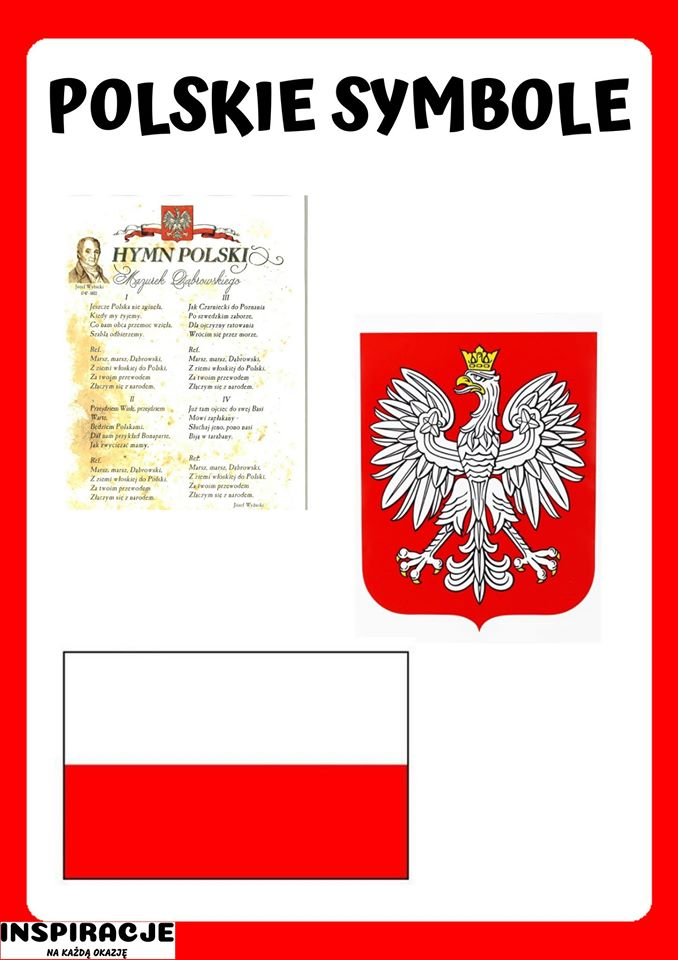 POLSKIE SYMBOLE
HYMN POLSKI
Mazurek Dąbrowskiego
Józef Wybicki
I
Jeszcze Polska nie zginęła,
Kiedy my żyjemy.
Co nam obca przemoc wzięła,
Szablą odbierzemy.
Ref.
Marsz, marsz, Dąbrowski,
Z ziemi włoskiej do Polski.
Za twoim przewodem
Złączym się z narodem.
II
Przejdziem Wisłę, przejdziem
Wartę,
Będziem Polakami.
Dał nam przykład Bonaparte,
Jak zwyciężać mamy.
Ref.
Marsz, marsz, Dąbrowski,
Z ziemi włoskiej do Polski.
Za twoim przewodem
Złączym się z narodem.
III
Jak Czarniecki do Poznania
Po szwedzkim zaborze,
Dla ojczyzny ratowania
Wrócim się przez morze.
Ref.
Marsz, marsz, Dąbrowski,
Z ziemi włoskiej do Polski.
Za twoim przewodem
Złączym się z narodem.
IV
Już tam ojciec do swej Basi
Mówi zapłakany -
Słuchaj jeno, pono nasi
Biją w tarabany.
Ref.
Marsz, marsz, Dąbrowski,
Z ziemi włoskiej do Polski.
Za twoim przewodem
Złączym się z narodem.
Józef Wybicki
INSPIRACJE
NA KAŻDĄ OKAZJĘ